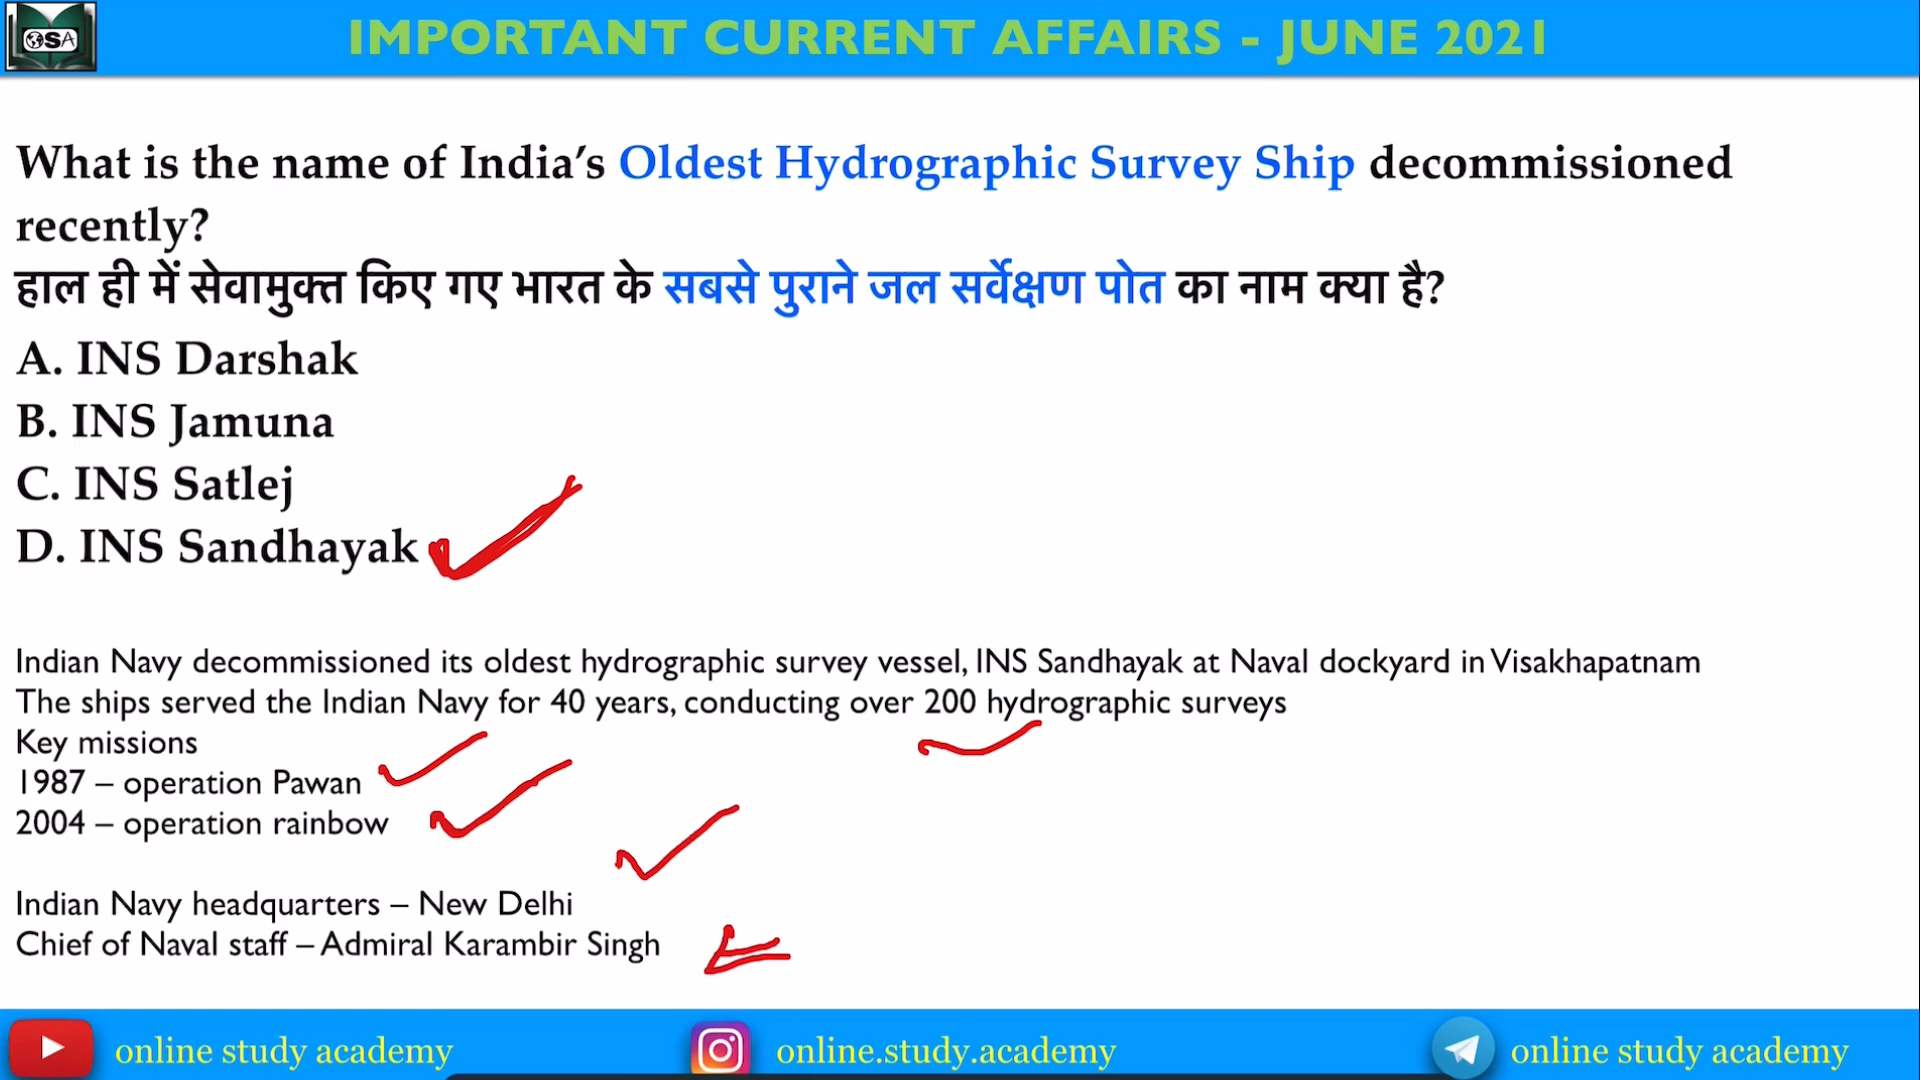 OSA
IMPORTANT CURRENT AFFAIRS - JUNE 2021
What is the name of India's Oldest Hydrographic Survey Ship decommissioned
recently?
हाल ही में सेवामुक्त किए गए भारत के सबसे पुराने जल सर्वेक्षण पोत का नाम क्या है?
A. INS Darshak
B. INS Jamuna
C. INS Satlej
D. INS Sandhayak
Indian Navy decommissioned its oldest hydrographic survey vessel, INS Sandhayak at Naval dockyard in Visakhapatnam
The ships served the Indian Navy for 40 years, conducting over 200 hydrographic surveys
Key missions
1987 – operation Pawan
2004 – operation rainbow
Indian Navy headquarters – New Delhi
Chief of Naval staff – Admiral Karambir Singh
online study academy
online.study.academy
online study academy